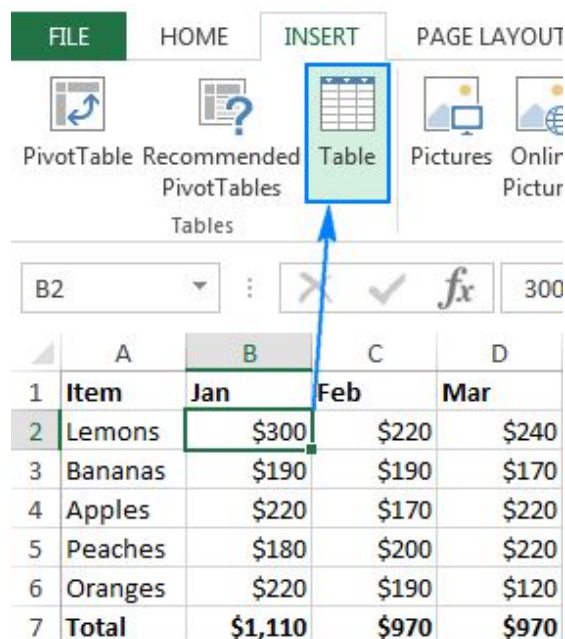 FILE HOME INSERT PAGE LAYOUT
PivotTable Recommended PivotTables Table Pictures
Tables
B2 fx 300
A B C D
1 Item Jan Feb Mar
2 Lemons $300 $220 $240
3 Bananas $190 $190 $170
4 Apples $220 $170 $220
5 Peaches $180 $200 $220
6 Oranges $220 $190 $120
7 Total $1,110 $970 $970